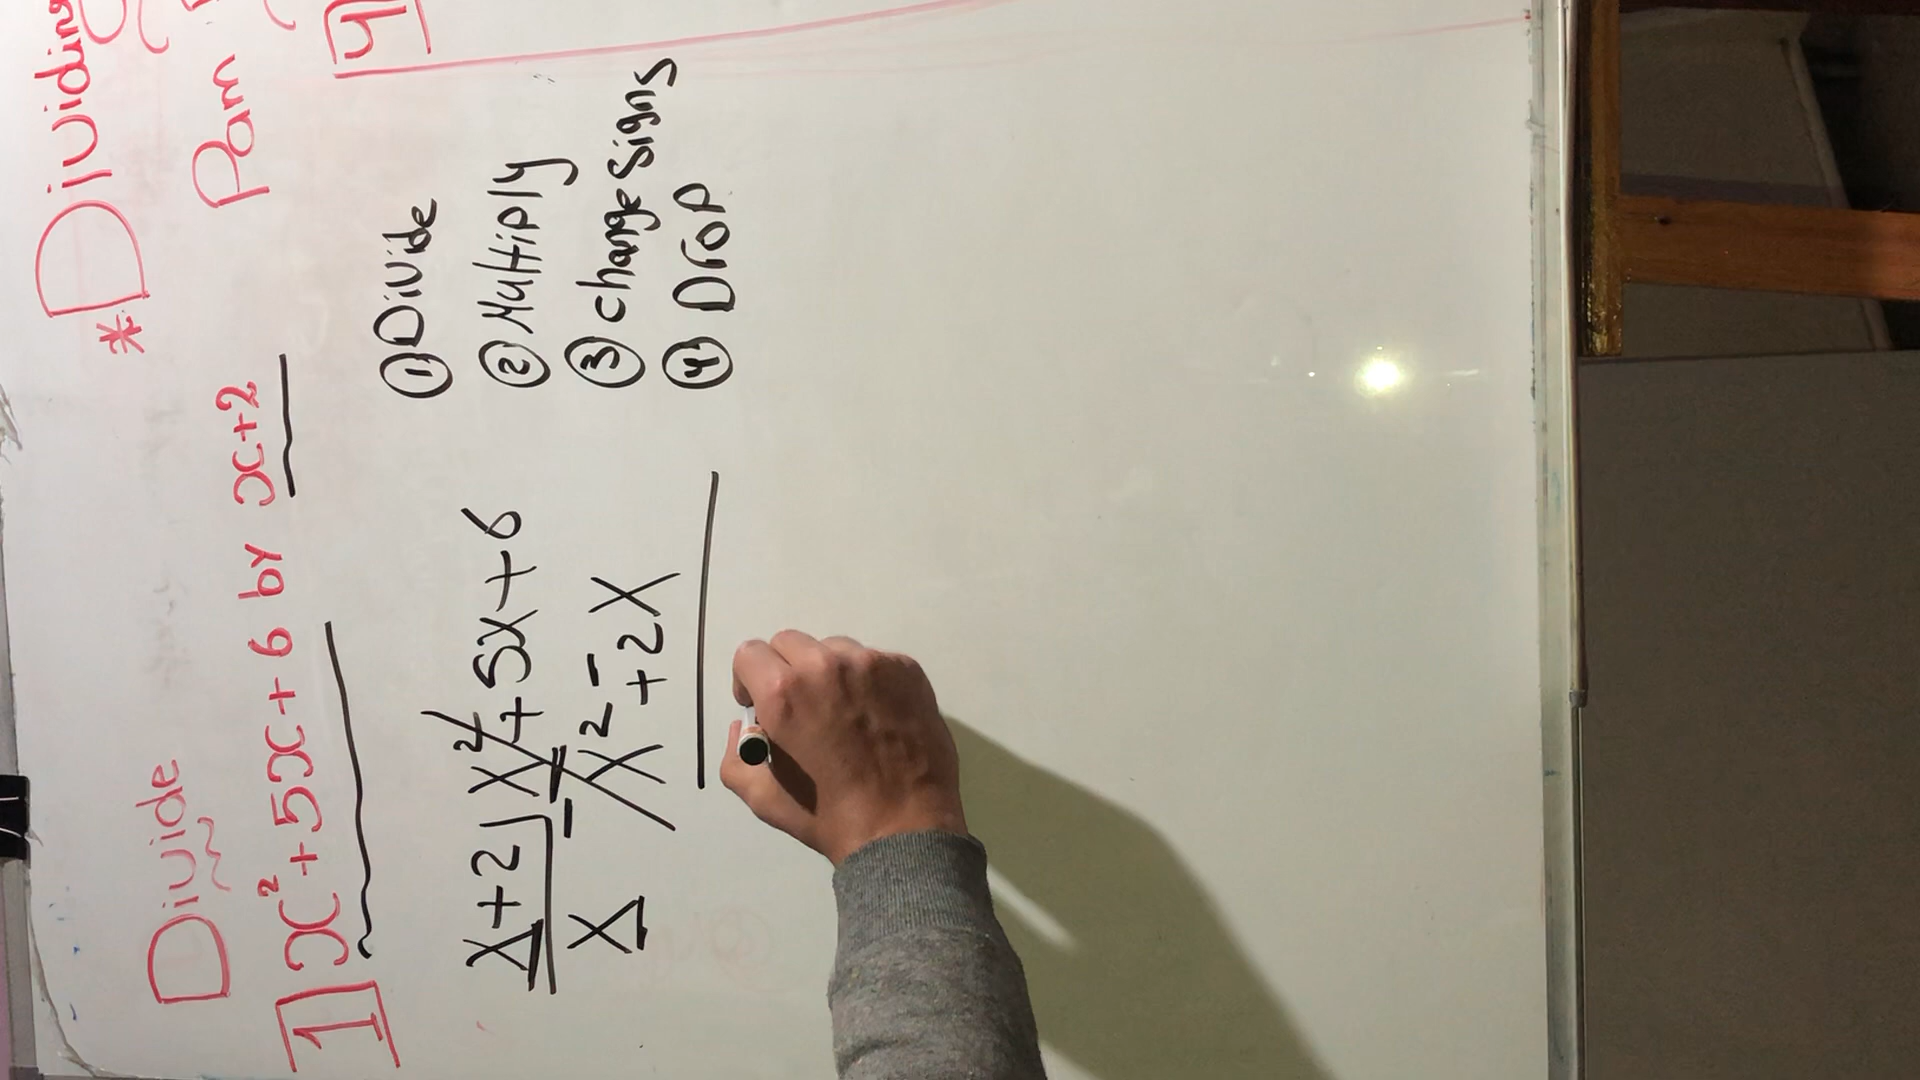 * Dividing
Pam
Divide
1 x² + 5x + 6 by x+2
4
① Divide
② Multiply
③ change Signs
④ Drop
x + 2 | x² + 5x + 6
x - x² - + 2x